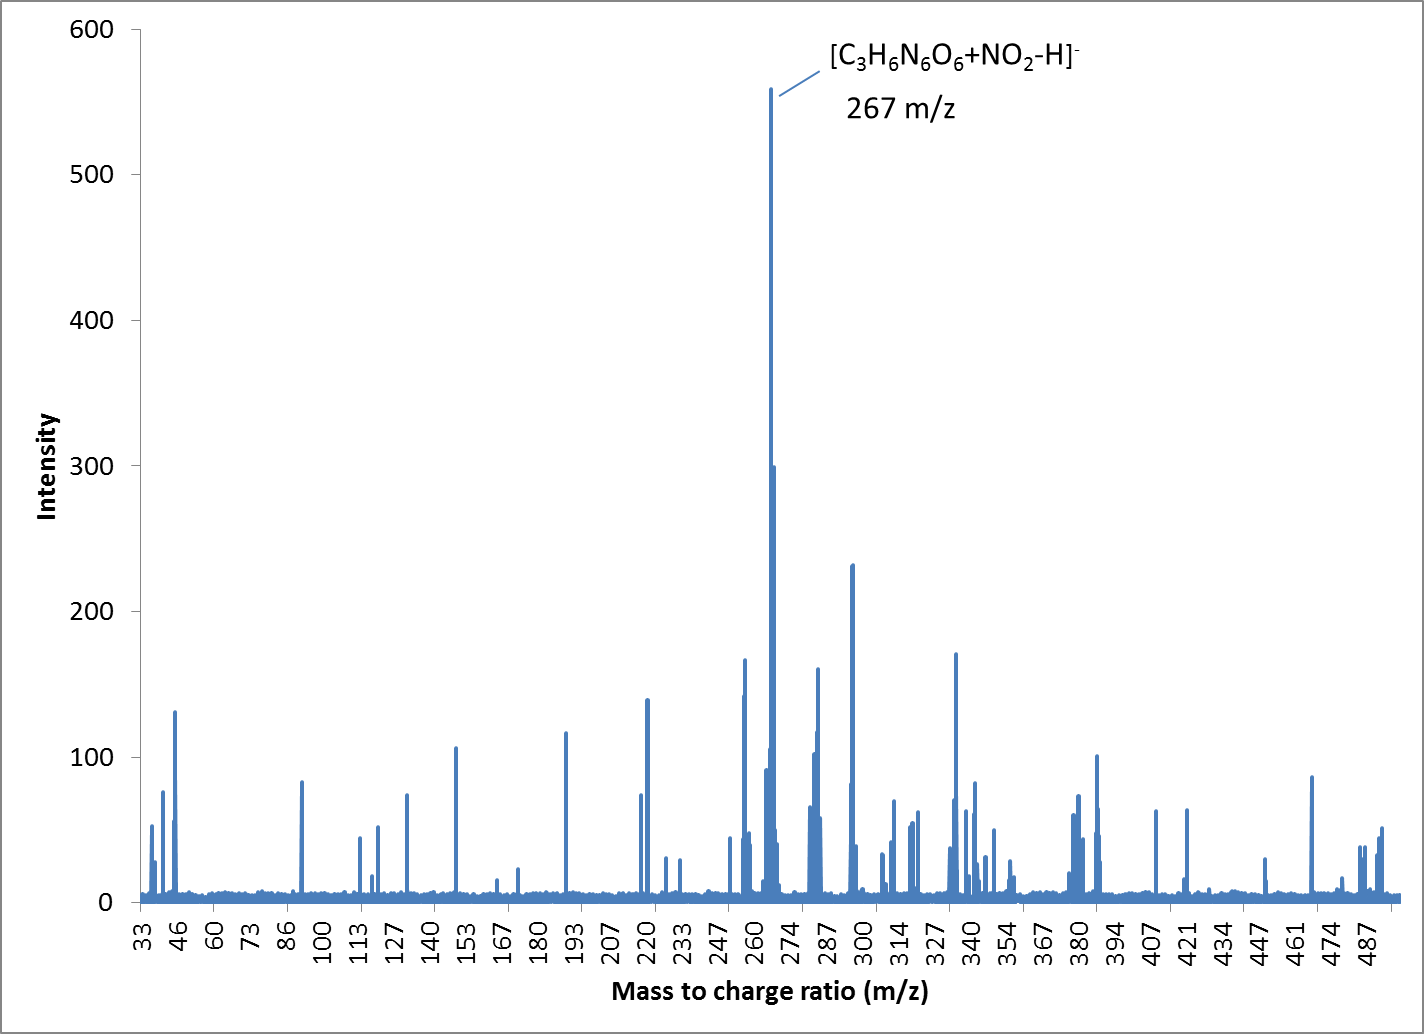 600
[C₃H₆N₆O₆+NO₂-H]⁻
267 m/z
500
400
300
200
100
0
Intensity
33 46 60 73 86 100 113 127 140 153 167 180 193 207 220 233 247 260 274 287 300 314 327 340 354 367 380 394 407 421 434 447 461 474 487
Mass to charge ratio (m/z)